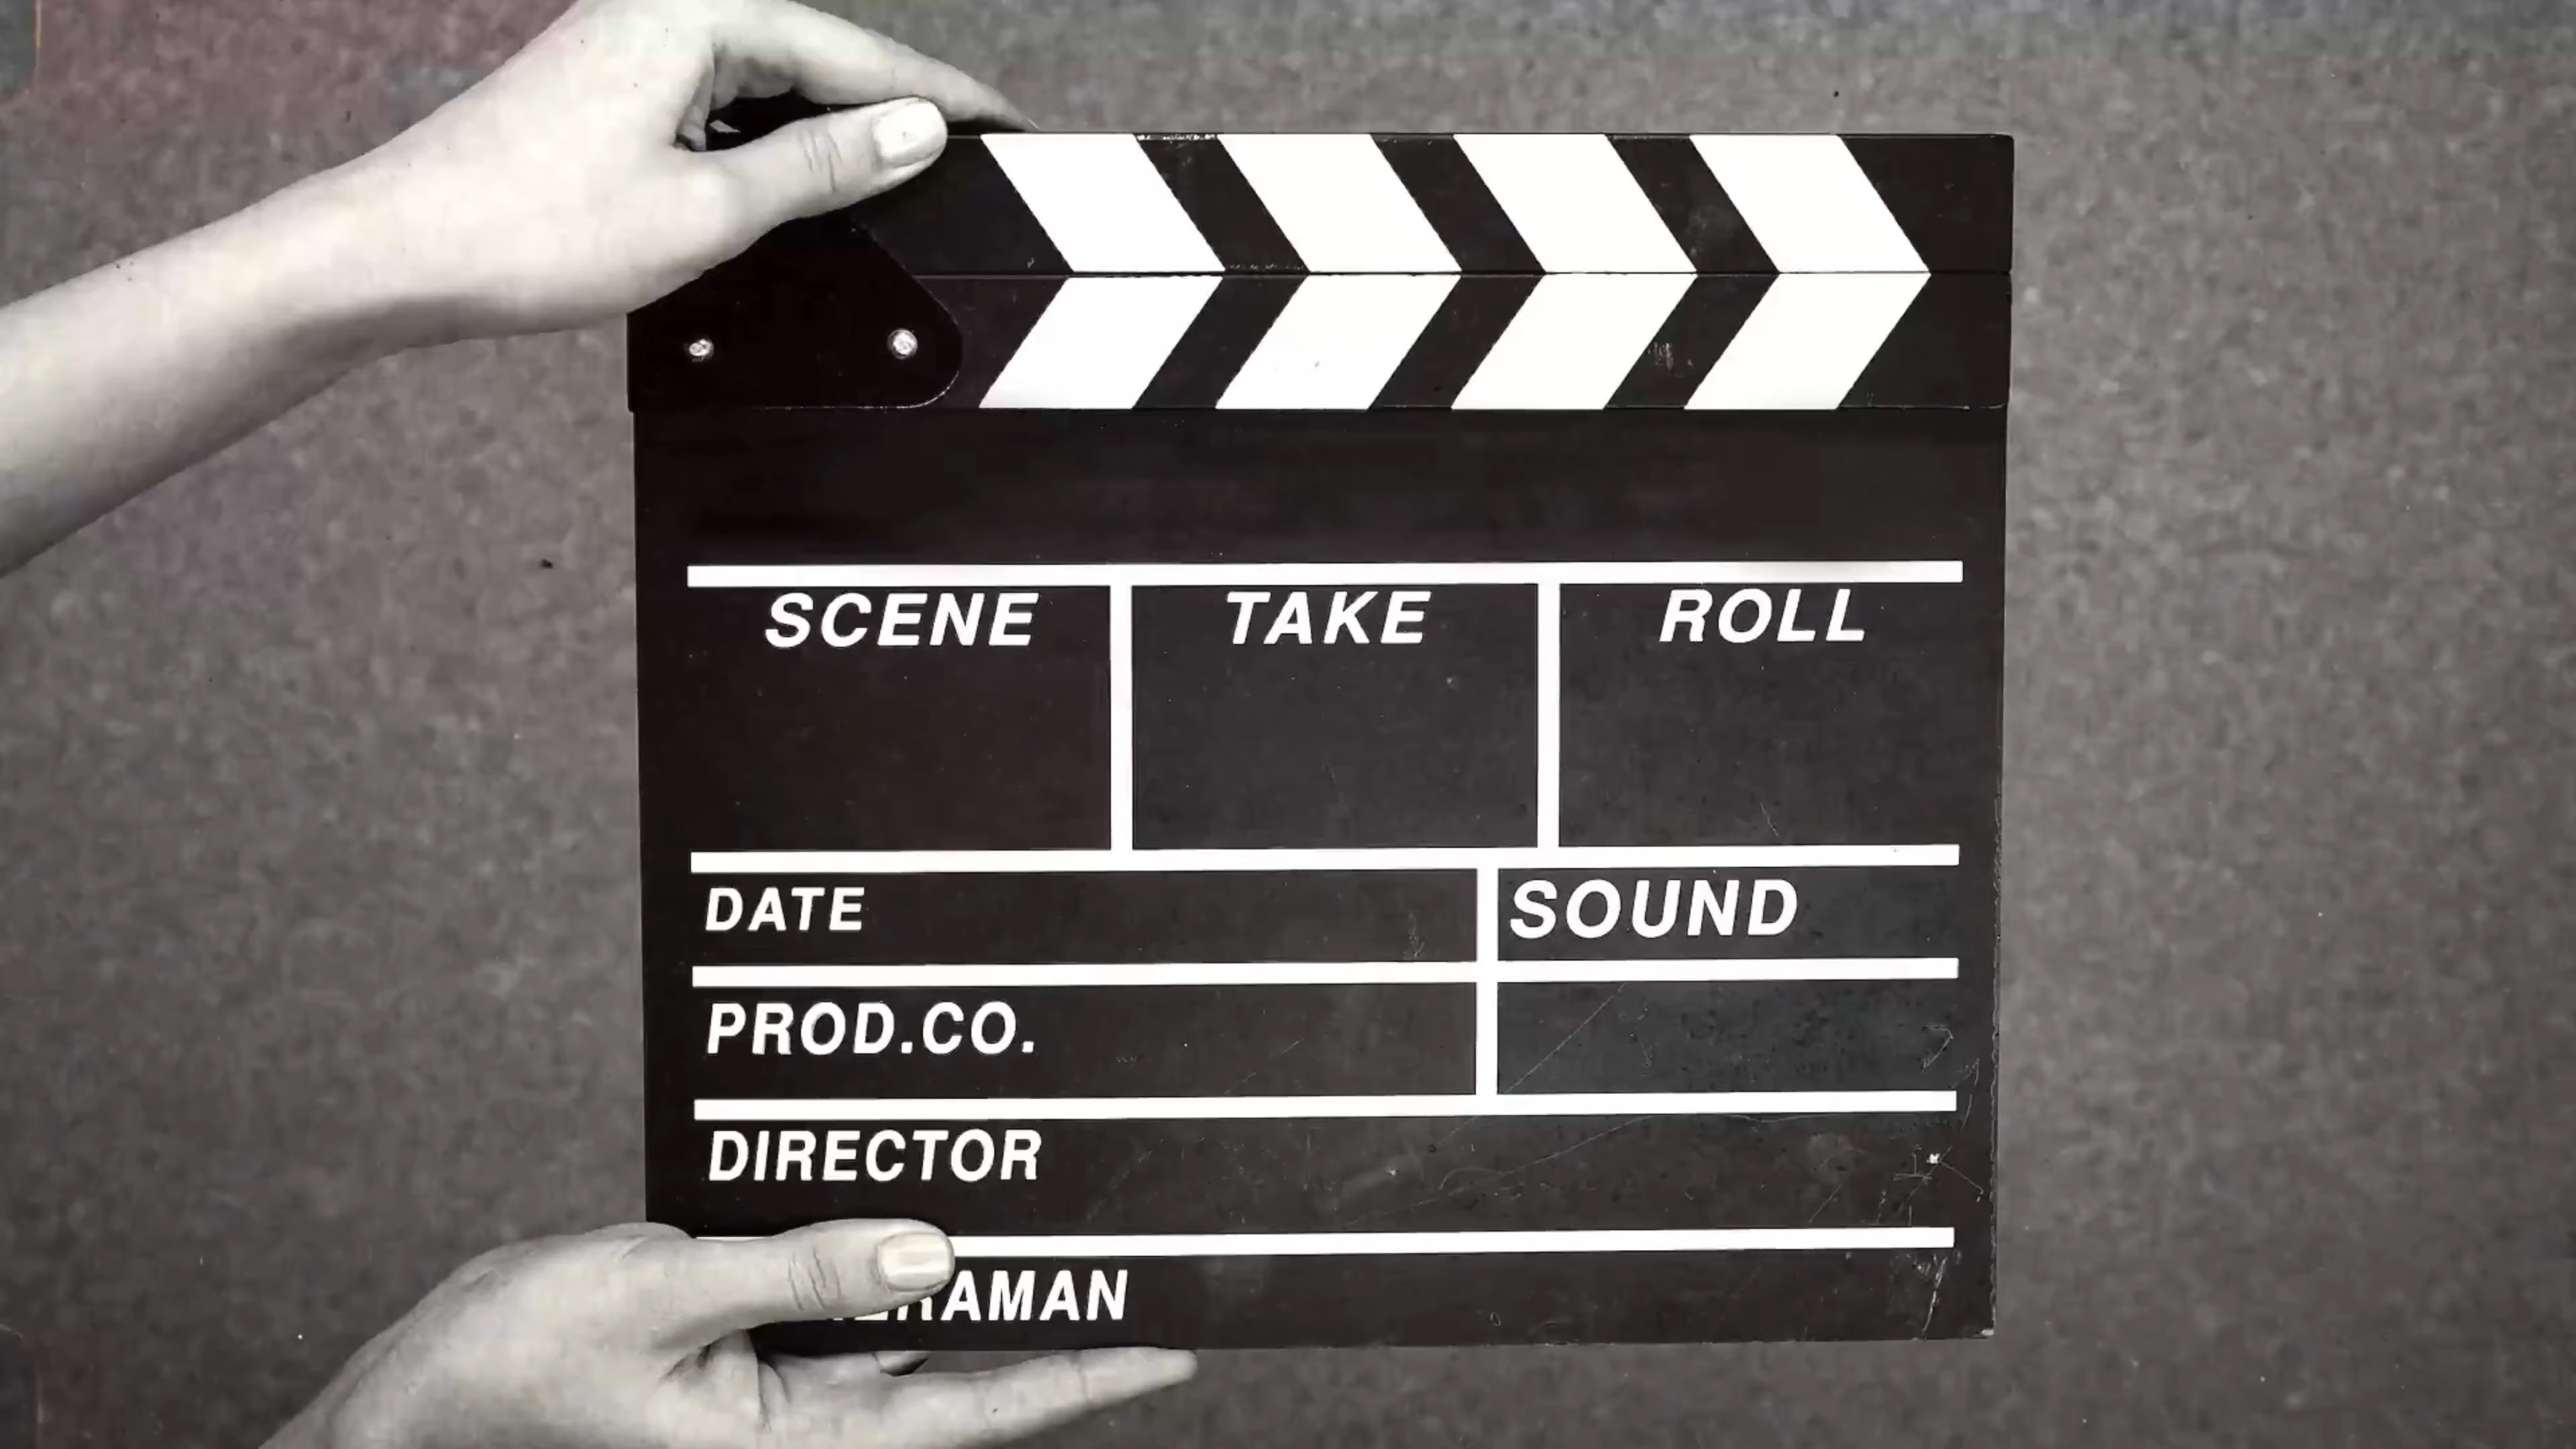 SCENE TAKE ROLL
DATE SOUND
PROD.CO.
DIRECTOR